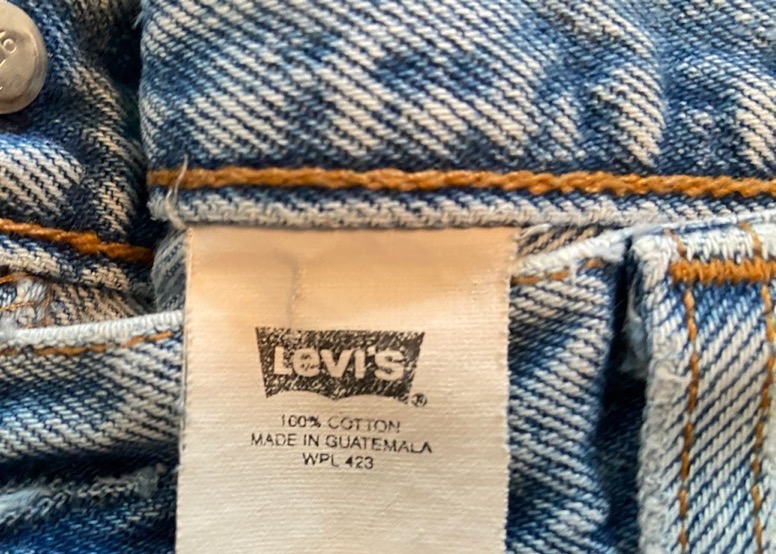 Levi's®
100% COTTON
MADE IN GUATEMALA
WPL 423